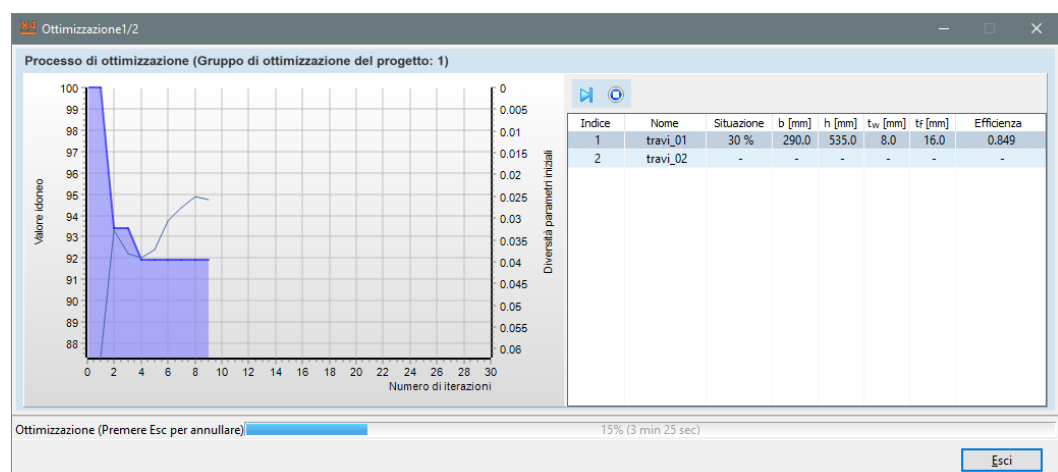 X4 Ottimizzazione1/2
Processo di ottimizzazione (Gruppo di ottimizzazione del progetto: 1)
Valore idoneo
100
99
98
97
96
95
94
93
92
91
90
89
88
0 2 4 6 8 10 12 14 16 18 20 22 24 26 28 30
Numero di iterazioni
0
0.005
0.01
0.015
0.02
0.025
0.03
0.035
0.04
0.045
0.05
0.055
0.06
Diversità parametri iniziali
Indice Nome Situazione b [mm] h [mm] tw [mm] tf [mm] Efficienza
1 travi_01 30 % 290.0 535.0 8.0 16.0 0.849
2 travi_02 - - - - - -
Ottimizzazione (Premere Esc per annullare) 15% (3 min 25 sec)
Esci